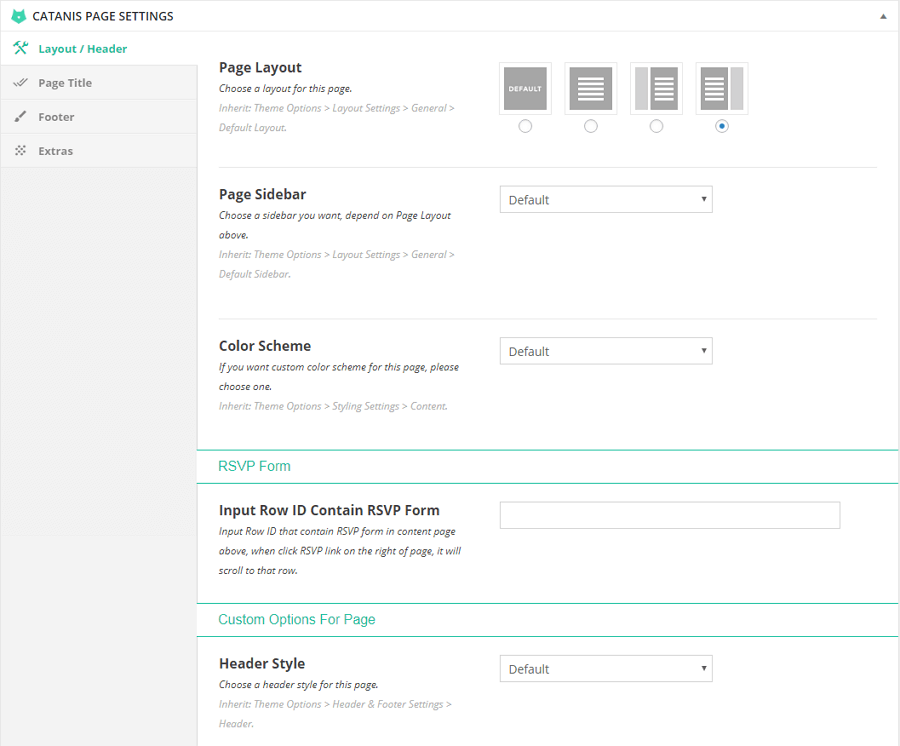 CATANIS PAGE SETTINGS
Layout / Header
Page Title
Footer
Extras
Page Layout
Choose a layout for this page.
Inherit: Theme Options > Layout Settings > General >
Default Layout.
DEFAULT
Page Sidebar
Choose a sidebar you want, depend on Page Layout
above.
Inherit: Theme Options > Layout Settings > General >
Default Sidebar.
Default
Color Scheme
If you want custom color scheme for this page, please
choose one.
Inherit: Theme Options > Styling Settings > Content.
Default
RSVP Form
Input Row ID Contain RSVP Form
Input Row ID that contain RSVP form in content page
above, when click RSVP link on the right of page, it will
scroll to that row.
Custom Options For Page
Header Style
Choose a header style for this page.
Inherit: Theme Options > Header & Footer Settings >
Header.
Default